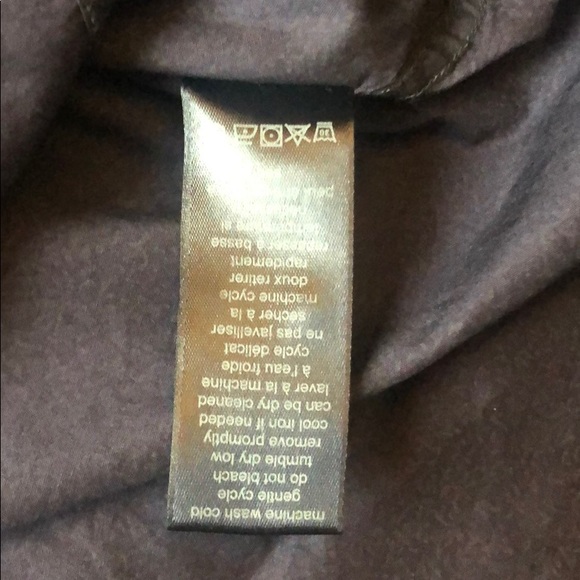 machine wash cold
gentle cycle
do not bleach
tumble dry low
remove promptly
cool iron if needed
can be dry cleaned
laver à la machine
à l'eau froide
cycle délicat
ne pas javelliser
sécher à la
machine cycle
doux retirer
rapidement
repasser à basse